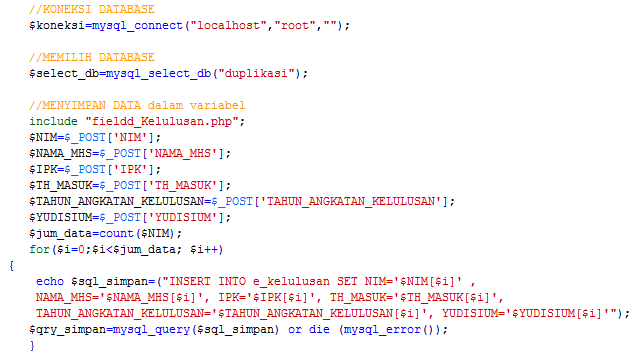 //KONEKSI DATABASE
$koneksi=mysql_connect("localhost","root","");
//MEMILIH DATABASE
$select_db=mysql_select_db("duplikasi");
//MENYIMPAN DATA dalam variabel
include "fieldd_Kelulusan.php";
$NIM=$_POST['NIM'];
$NAMA_MHS=$_POST['NAMA_MHS'];
$IPK=$_POST['IPK'];
$TH_MASUK=$_POST['TH_MASUK'];
$TAHUN_ANGKATAN_KELULUSAN=$_POST['TAHUN_ANGKATAN_KELULUSAN'];
$YUDISIUM=$_POST['YUDISIUM'];
$jum_data=count($NIM);
for($i=0;$i<$jum_data; $i++)
{
echo $sql_simpan=("INSERT INTO e_kelulusan SET NIM='$NIM[$i]' ,
NAMA_MHS='$NAMA_MHS[$i]', IPK='$IPK[$i]', TH_MASUK='$TH_MASUK[$i]',
TAHUN_ANGKATAN_KELULUSAN='$TAHUN_ANGKATAN_KELULUSAN[$i]', YUDISIUM='$YUDISIUM[$i]'");
$qry_simpan=mysql_query($sql_simpan) or die (mysql_error());
}